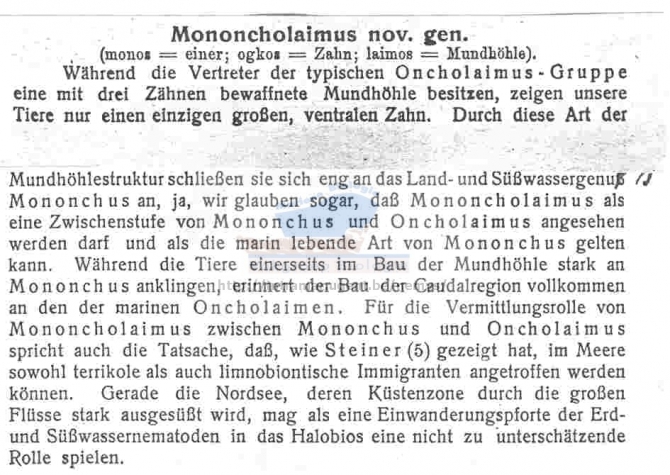 Mononcholaimus nov. gen.
(monos = einer; ogkos = Zahn; laimos = Mundhöhle).
Während die Vertreter der typischen Oncholaimus-Gruppe
eine mit drei Zähnen bewaffnete Mundhöhle besitzen, zeigen unsere
Tiere nur einen einzigen großen, ventralen Zahn. Durch diese Art der
Mundhöhlestruktur schließen sie sich eng an das Land- und Süßwassergenuß
Mononchus an, ja, wir glauben sogar, daß Mononcholaimus als
eine Zwischenstufe von Mononchus und Oncholaimus angesehen
werden darf und als die marin lebende Art von Mononchus gelten
kann. Während die Tiere einerseits im Bau der Mundhöhle stark an
Mononchus anklingen, erinnert der Bau der Caudalregion vollkommen
an den der marinen Oncholaimen. Für die Vermittlungsrolle von
Mononcholaimus zwischen Mononchus und Oncholaimus
spricht auch die Tatsache, daß, wie Steiner (5) gezeigt hat, im Meere
sowohl terrikole als auch limnobiontische Immigranten angetroffen werden
können. Gerade die Nordsee, deren Küstenzone durch die großen
Flüsse stark ausgesüßt wird, mag als eine Einwanderungspforte der Erd-
und Süßwassernematoden in das Halobios eine nicht zu unterschätzende
Rolle spielen.